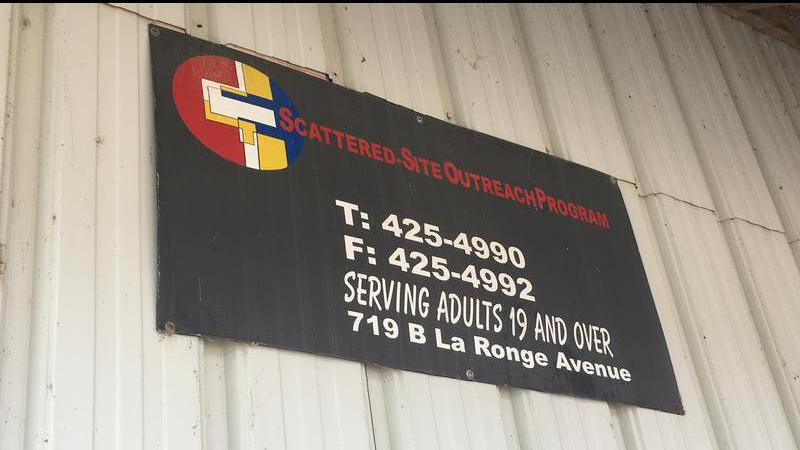 SCATTERED-SITE OUTREACH PROGRAM
T: 425-4990
F: 425-4992
SERVING ADULTS 19 AND OVER
719 B La Ronge Avenue